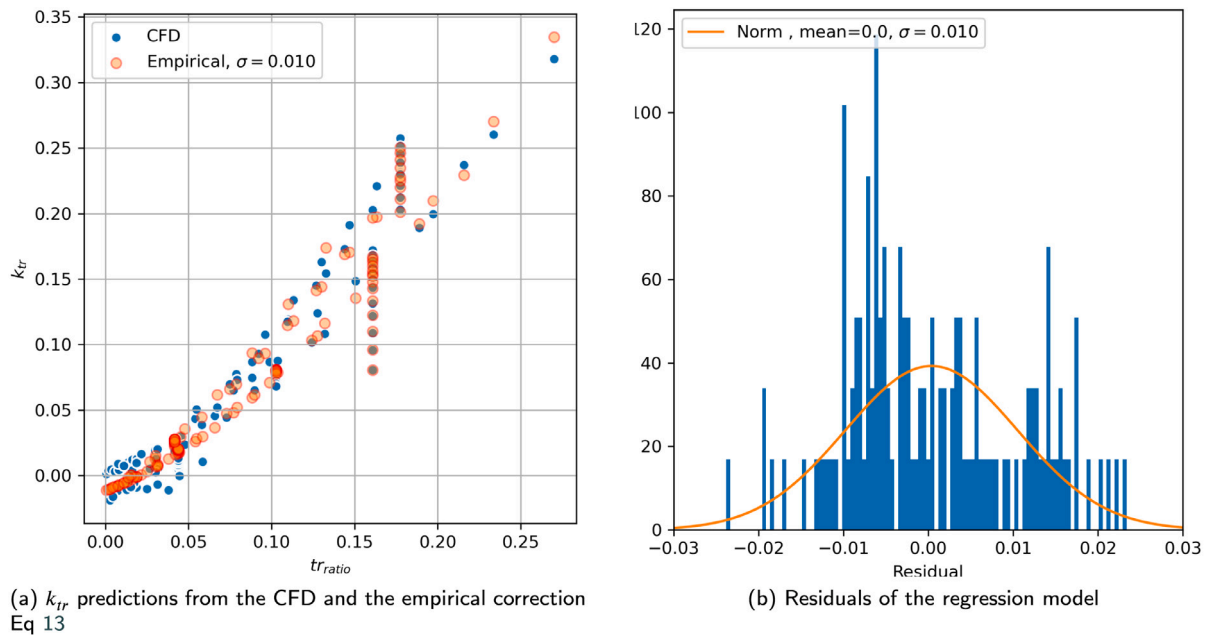 0.35
0.30
0.25
0.20
0.15
0.10
0.05
0.00
k_tr
CFD
Empirical, σ = 0.010
0.00 0.05 0.10 0.15 0.20 0.25
tr_ratio
(a) k_tr predictions from the CFD and the empirical correction
Eq 13
120
100
80
60
40
20
0
Norm , mean=0.0, σ = 0.010
−0.03 −0.02 −0.01 0.00 0.01 0.02 0.03
Residual
(b) Residuals of the regression model